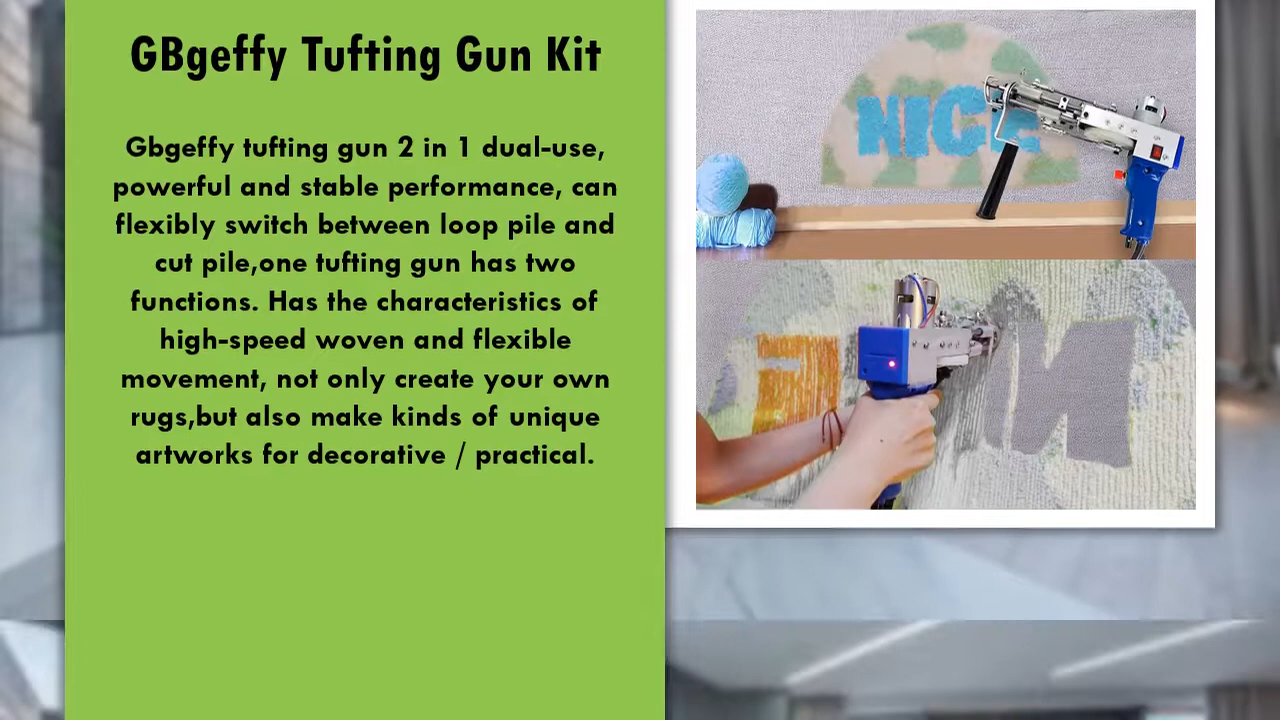 GBgeffy Tufting Gun Kit
Gbgeffy tufting gun 2 in 1 dual-use,
powerful and stable performance, can
flexibly switch between loop pile and
cut pile,one tufting gun has two
functions. Has the characteristics of
high-speed woven and flexible
movement, not only create your own
rugs,but also make kinds of unique
artworks for decorative / practical.
NICE